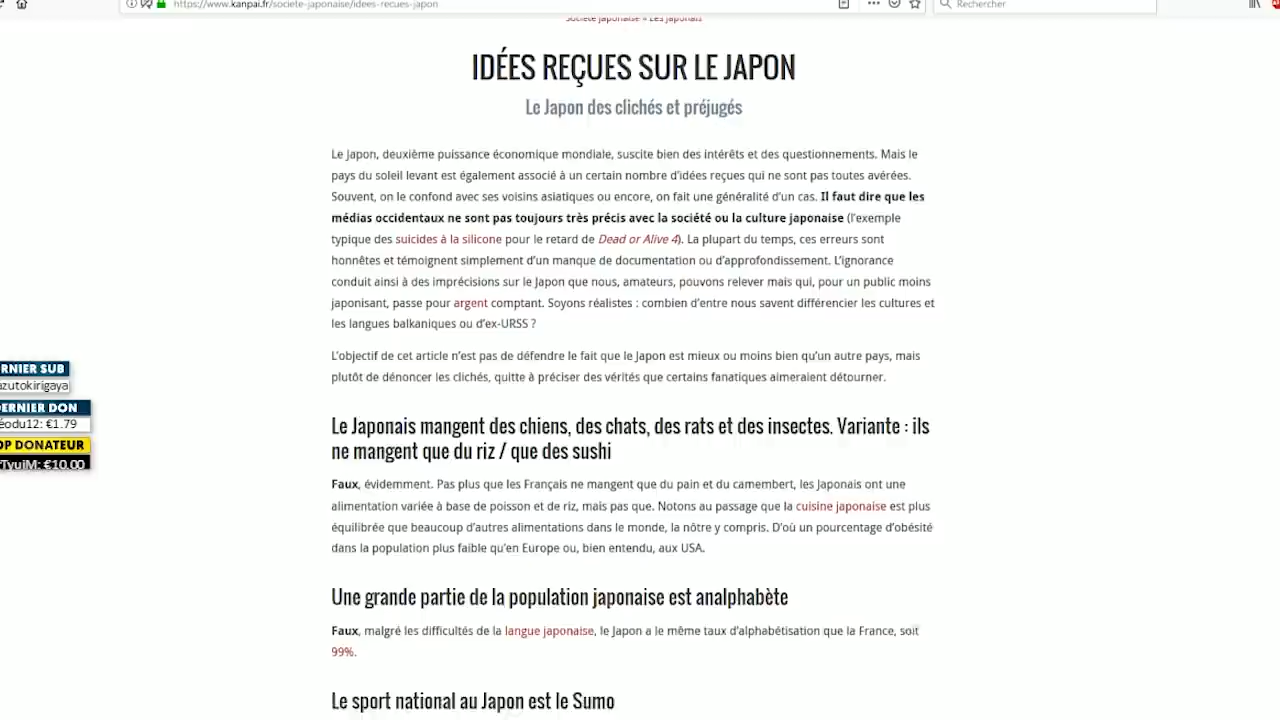 https://www.kanpai.fr/societe-japonaise/idees-recues-japon
Rechercher
Société japonaise » Les Japonais
IDÉES REÇUES SUR LE JAPON
Le Japon des clichés et préjugés
Le Japon, deuxième puissance économique mondiale, suscite bien des intérêts et des questionnements. Mais le
pays du soleil levant est également associé à un certain nombre d'idées reçues qui ne sont pas toutes avérées.
Souvent, on le confond avec ses voisins asiatiques ou encore, on fait une généralité d'un cas. Il faut dire que les
médias occidentaux ne sont pas toujours très précis avec la société ou la culture japonaise (l'exemple
typique des suicides à la silicone pour le retard de Dead or Alive 4). La plupart du temps, ces erreurs sont
honnêtes et témoignent simplement d'un manque de documentation ou d'approfondissement. L'ignorance
conduit ainsi à des imprécisions sur le Japon que nous, amateurs, pouvons relever mais qui, pour un public moins
japonisant, passe pour argent comptant. Soyons réalistes : combien d'entre nous savent différencier les cultures et
les langues balkaniques ou d'ex-URSS ?
L'objectif de cet article n'est pas de défendre le fait que le Japon est mieux ou moins bien qu'un autre pays, mais
plutôt de dénoncer les clichés, quitte à préciser des vérités que certains fanatiques aimeraient détourner.
RNIER SUB
azutokirigaya
DERNIER DON
éodu12: €1.79
OP DONATEUR
TyuiM: €10.00
Le Japonais mangent des chiens, des chats, des rats et des insectes. Variante : ils
ne mangent que du riz / que des sushi
Faux, évidemment. Pas plus que les Français ne mangent que du pain et du camembert, les Japonais ont une
alimentation variée à base de poisson et de riz, mais pas que. Notons au passage que la cuisine japonaise est plus
équilibrée que beaucoup d'autres alimentations dans le monde, la nôtre y compris. D'où un pourcentage d'obésité
dans la population plus faible qu'en Europe ou, bien entendu, aux USA.
Une grande partie de la population japonaise est analphabète
Faux, malgré les difficultés de la langue japonaise, le Japon a le même taux d'alphabétisation que la France, soit
99%.
Le sport national au Japon est le Sumo